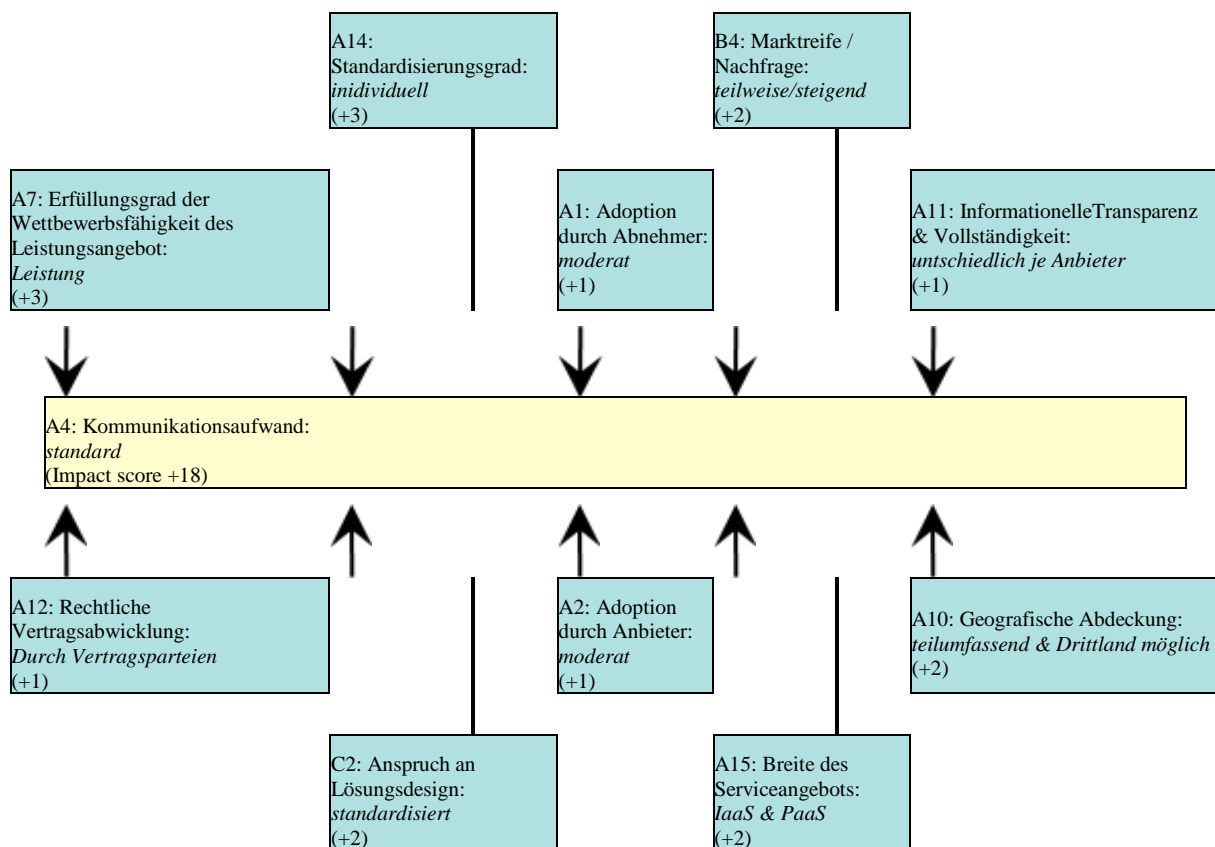 A14:
Standardisierungsgrad:
inidividuell
(+3)
B4: Marktreife /
Nachfrage:
teilweise/steigend
(+2)
A7: Erfüllungsgrad der
Wettbewerbsfähigkeit des
Leistungsangebot:
Leistung
(+3)
A1: Adoption
durch Abnehmer:
moderat
(+1)
A11: InformationelleTransparenz
& Vollständigkeit:
untschiedlich je Anbieter
(+1)
A4: Kommunikationsaufwand:
standard
(Impact score +18)
A12: Rechtliche
Vertragsabwicklung:
Durch Vertragsparteien
(+1)
A2: Adoption
durch Anbieter:
moderat
(+1)
A10: Geografische Abdeckung:
teilumfassend & Drittland möglich
(+2)
C2: Anspruch an
Lösungsdesign:
standardisiert
(+2)
A15: Breite des
Serviceangebots:
IaaS & PaaS
(+2)